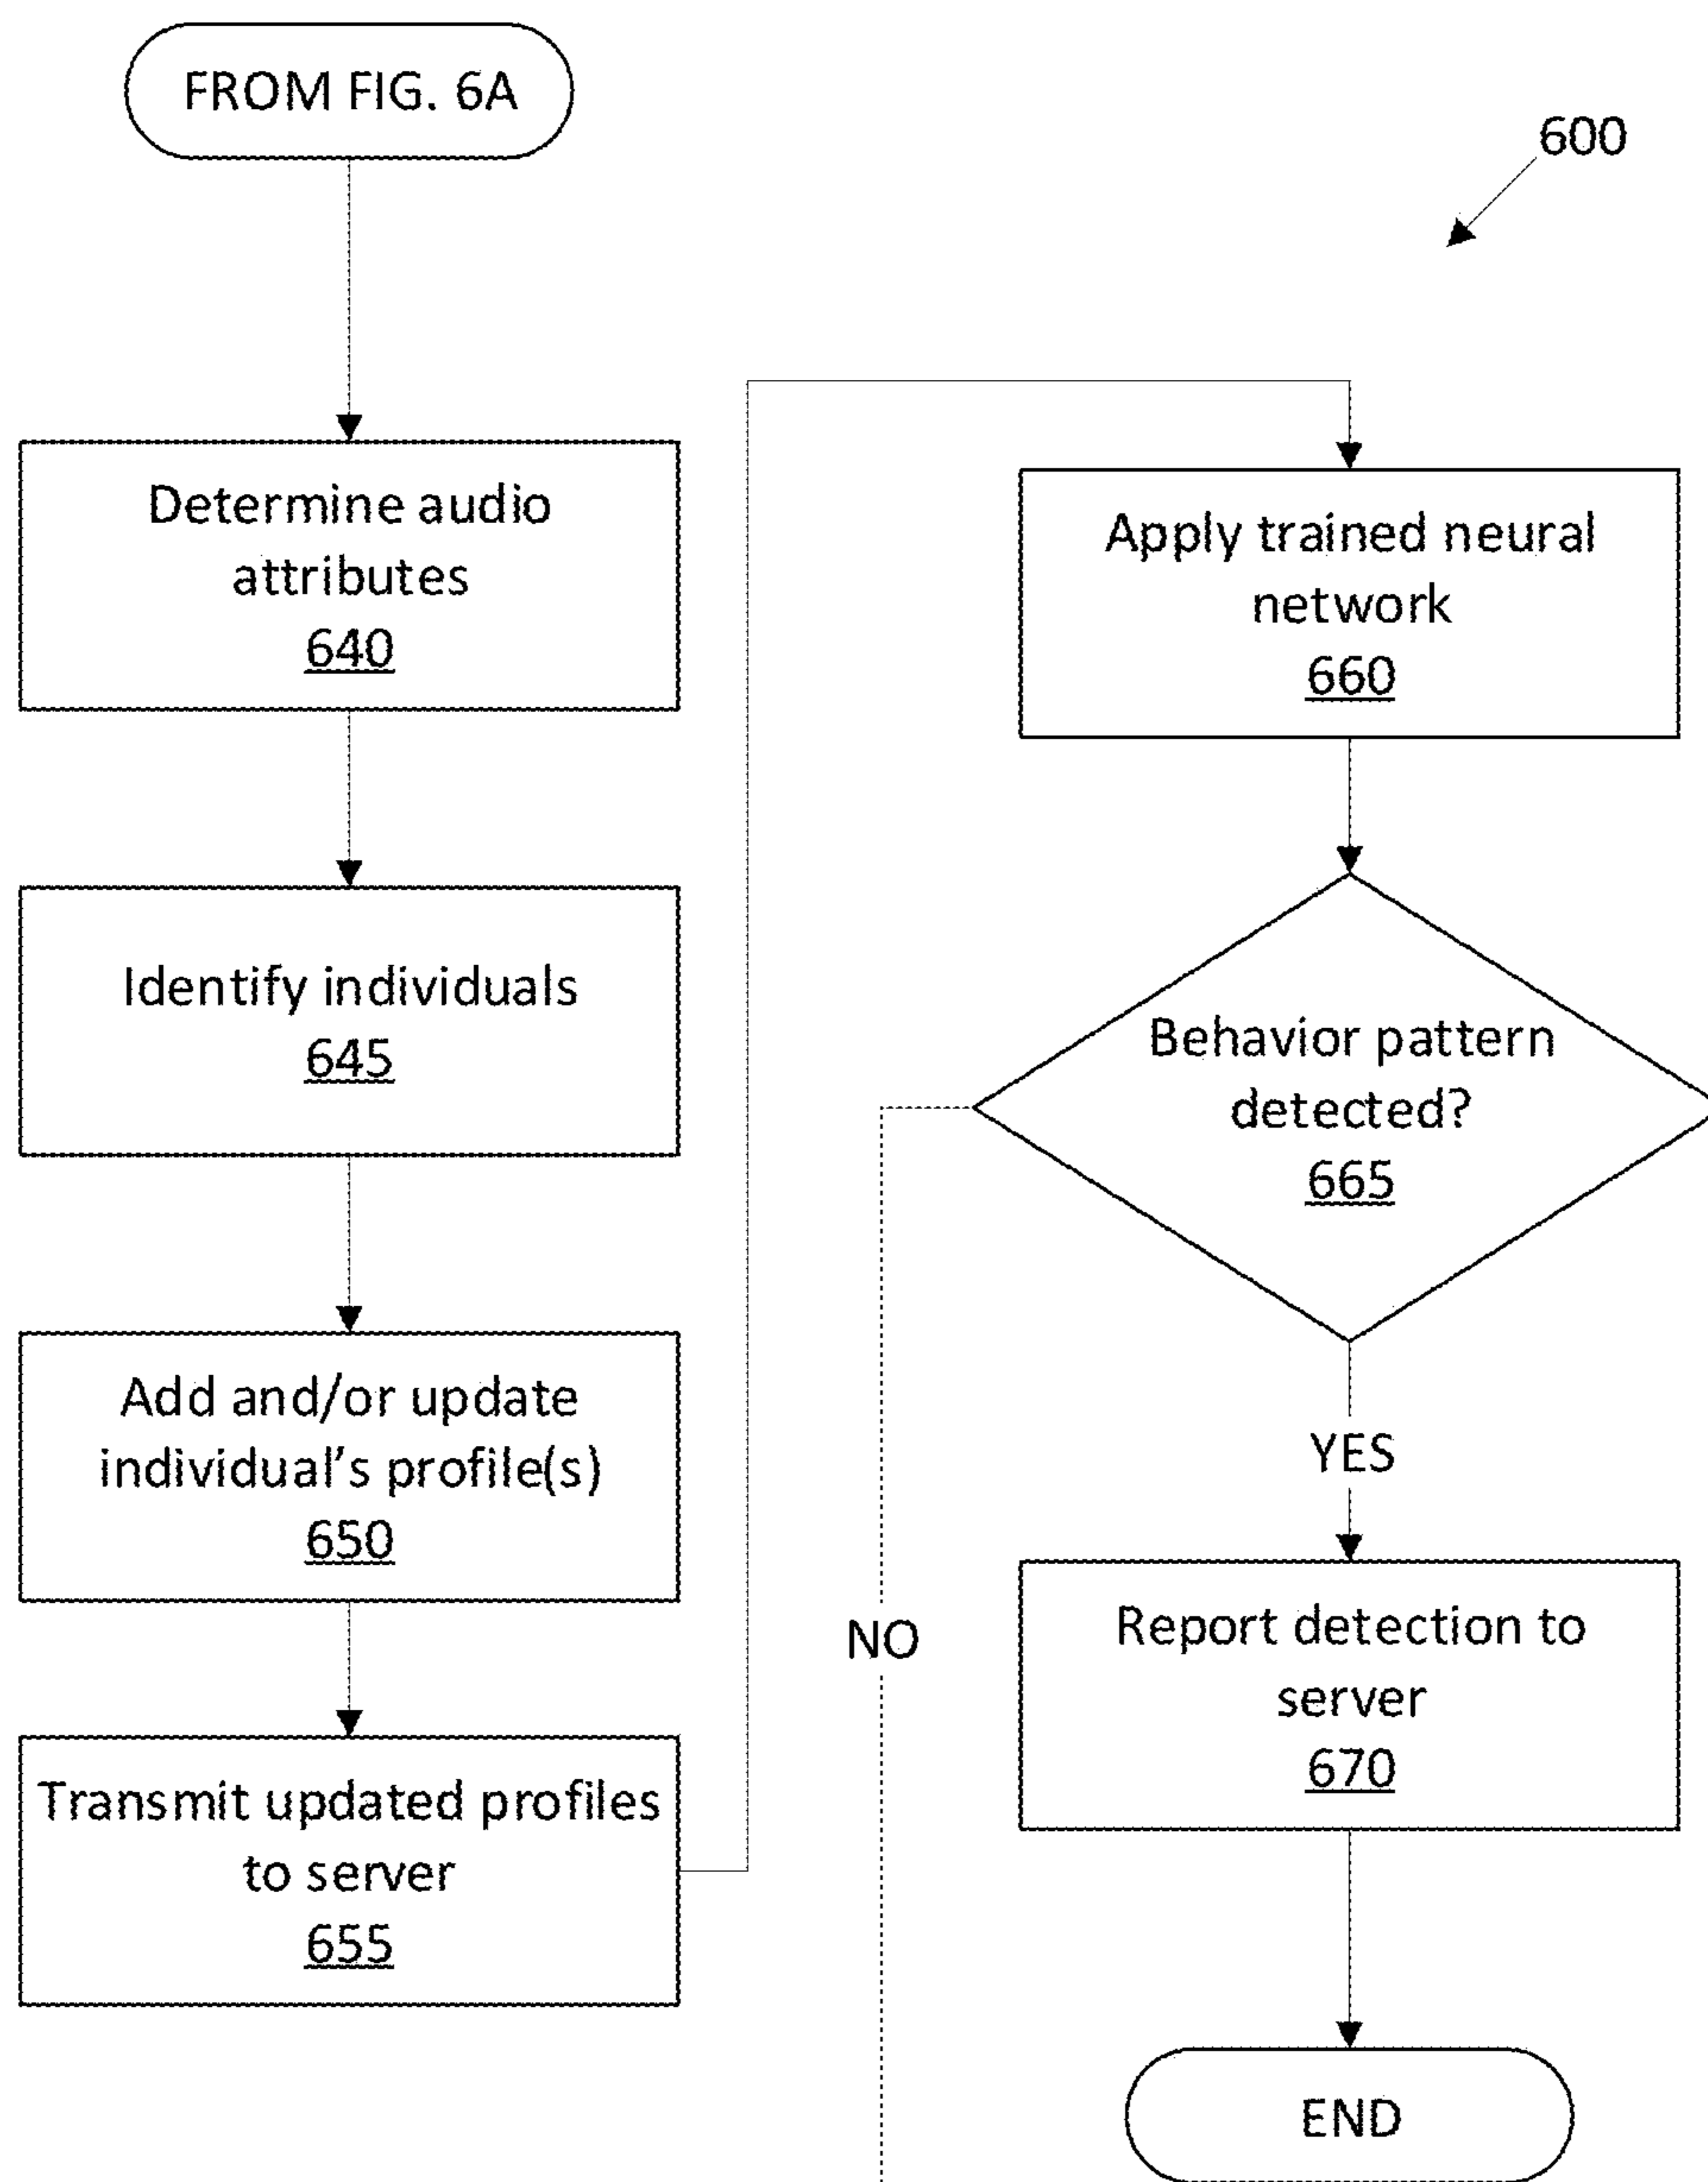 FROM FIG. 6A
600
Determine audio
attributes
640
Identify individuals
645
Add and/or update
individual's profile(s)
650
Transmit updated profiles
to server
655
Apply trained neural
network
660
Behavior pattern
detected?
665
YES
NO
Report detection to
server
670
END